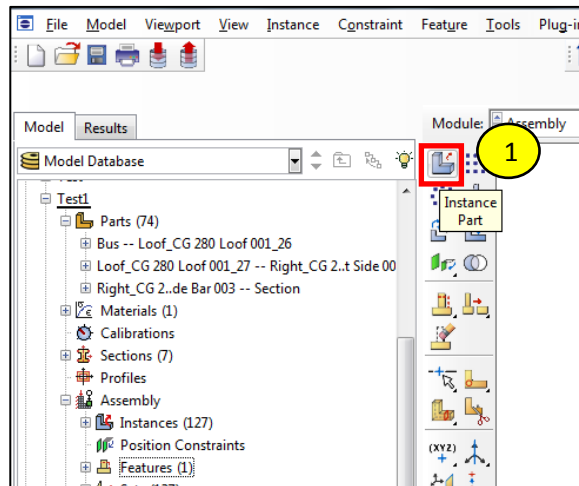 File Model Viewport View Instance Constraint Feature Tools Plug-i
Model Results
Module: Assembly
Model Database
1
Test1
Instance
Part
Parts (74)
Bus -- Loof_CG 280 Loof 001_26
Loof_CG 280 Loof 001_27 -- Right_CG 2..t Side 00
Right_CG 2..de Bar 003 -- Section
Materials (1)
Calibrations
Sections (7)
Profiles
Assembly
Instances (127)
Position Constraints
Features (1)
(XYZ)